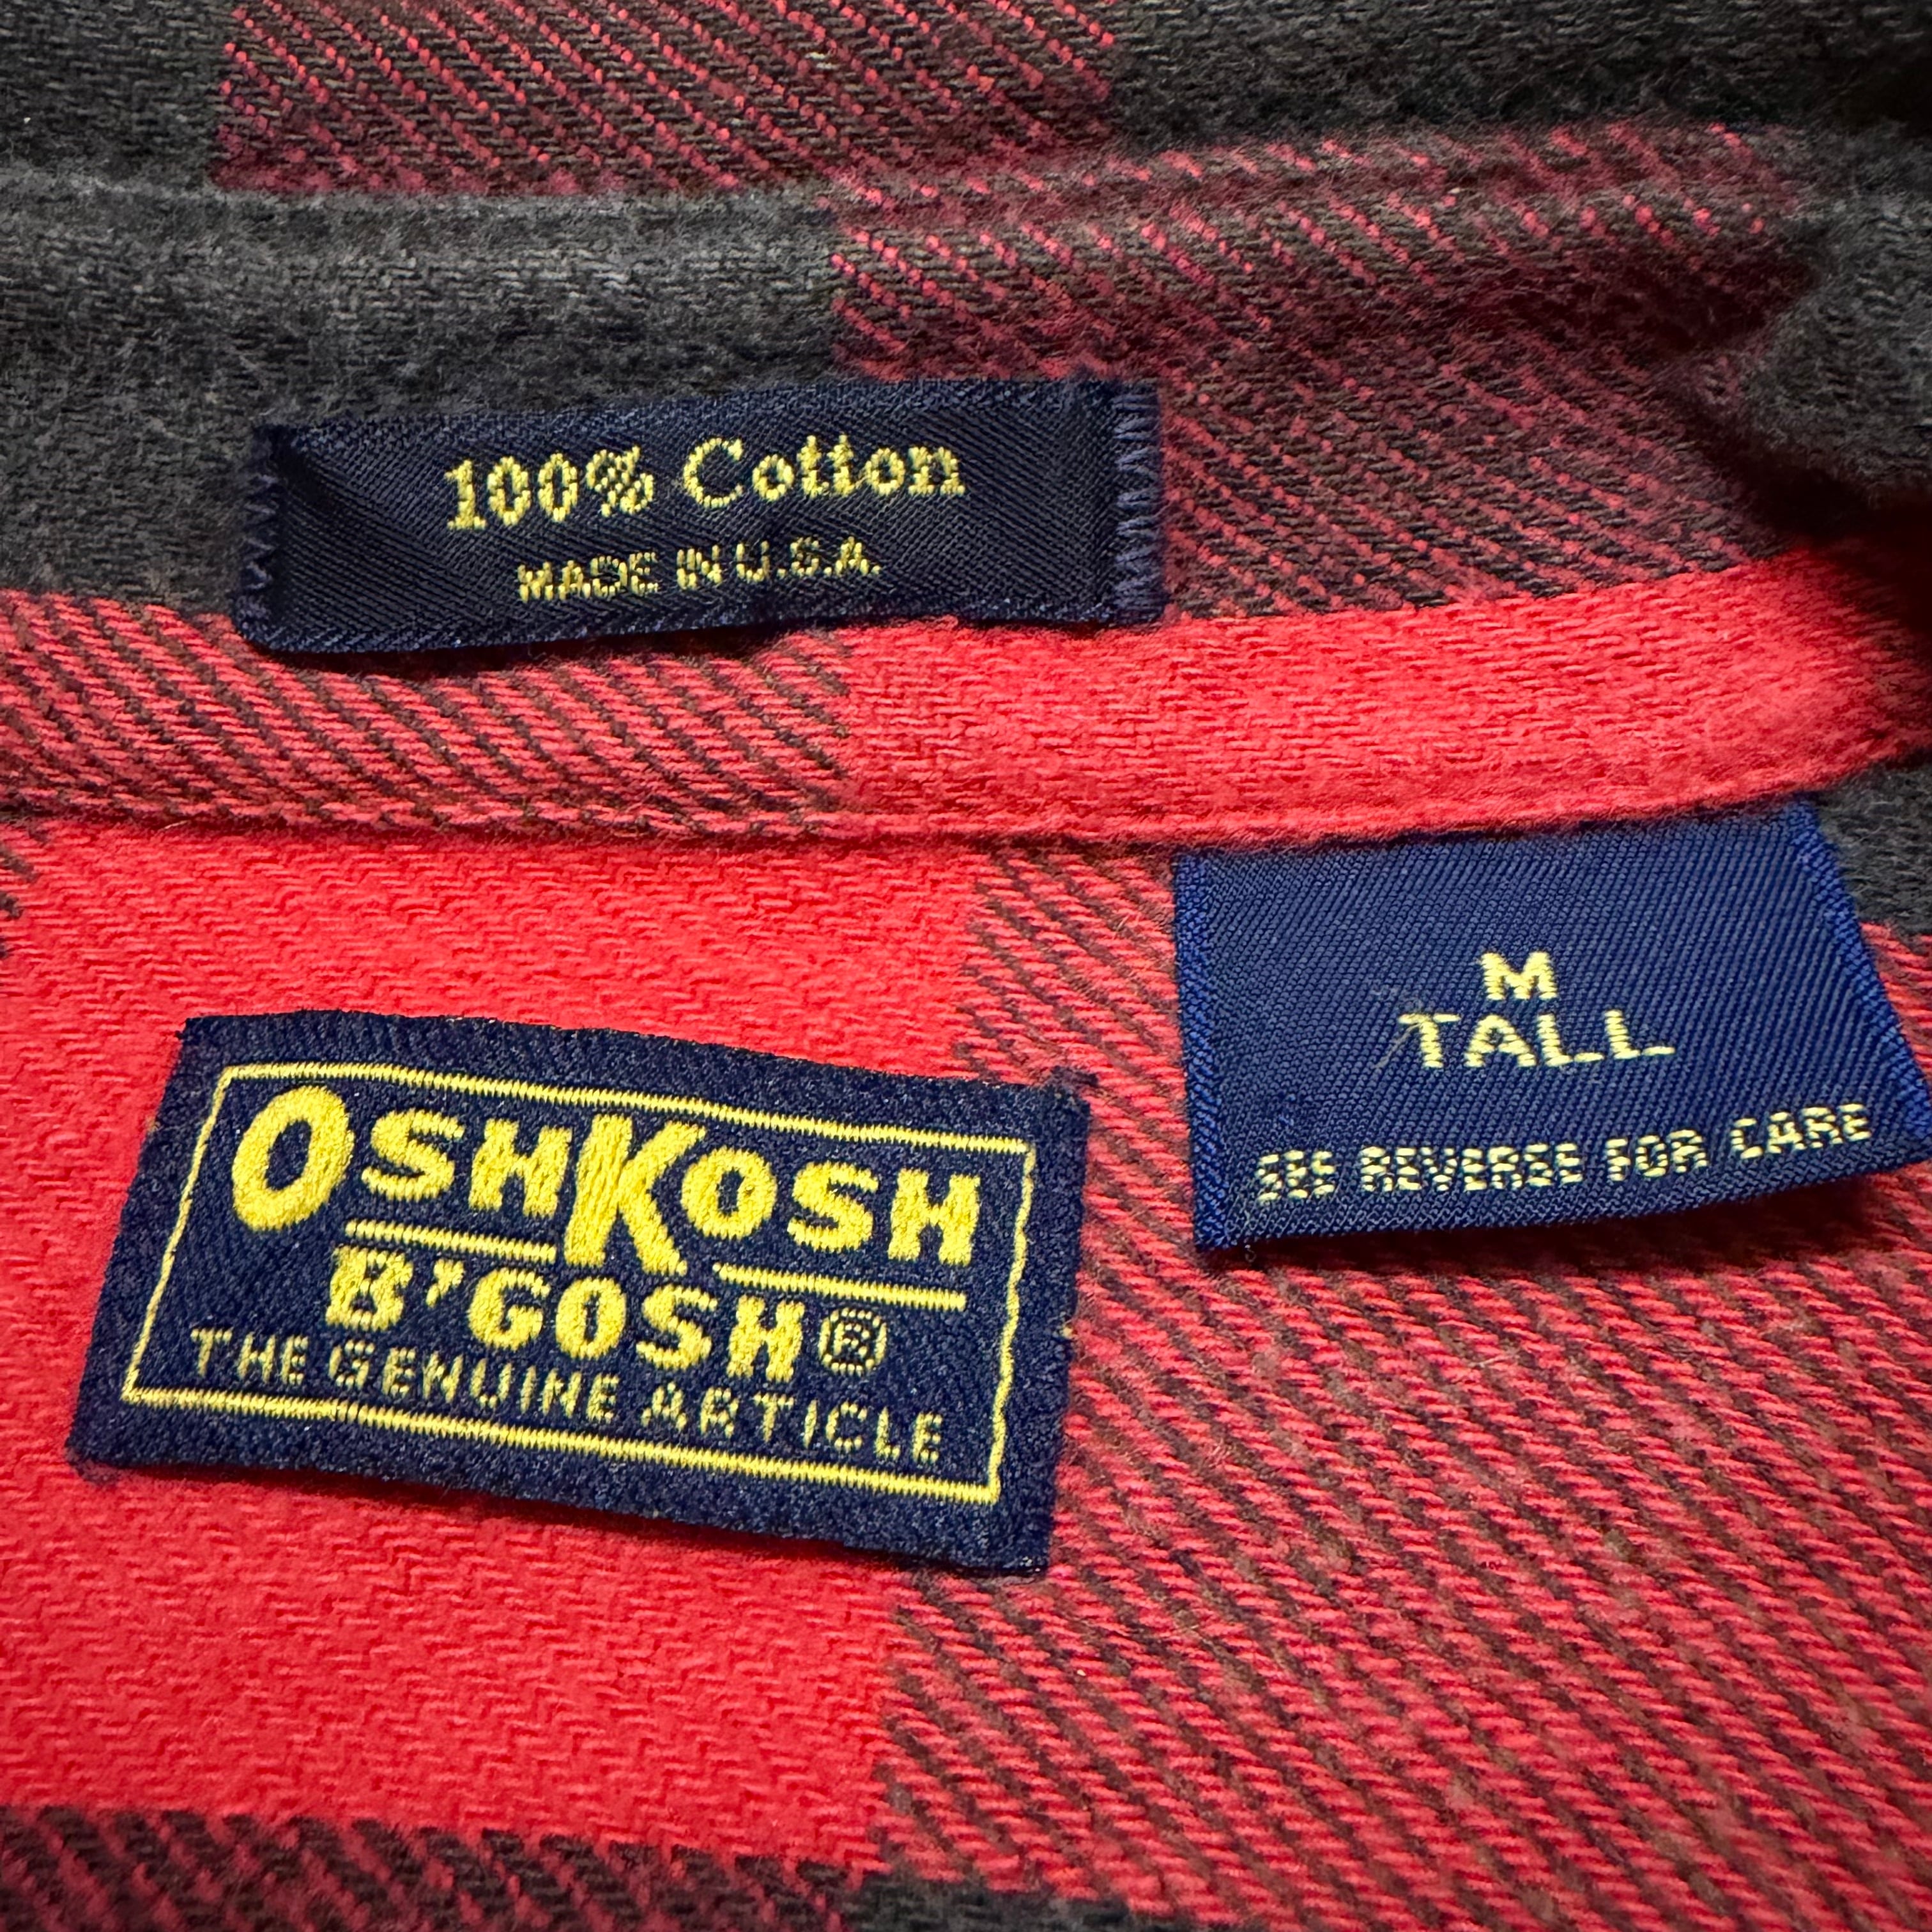 100% Cotton
MADE IN U.S.A.
M
TALL
SEE REVERSE FOR CARE
OSHKOSH
B'GOSH®
THE GENUINE ARTICLE